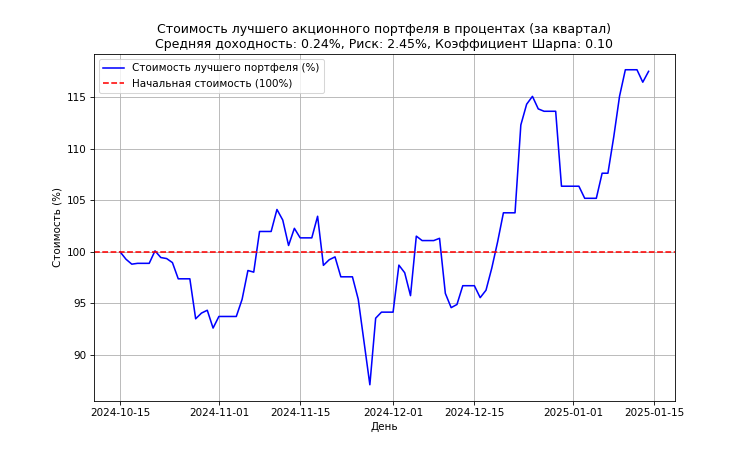 Стоимость лучшего акционного портфеля в процентах (за квартал)
Средняя доходность: 0.24%, Риск: 2.45%, Коэффициент Шарпа: 0.10
Стоимость лучшего портфеля (%)
Начальная стоимость (100%)
Стоимость (%)
115
110
105
100
95
90
2024-10-15
2024-11-01
2024-11-15
2024-12-01
2024-12-15
2025-01-01
2025-01-15
День